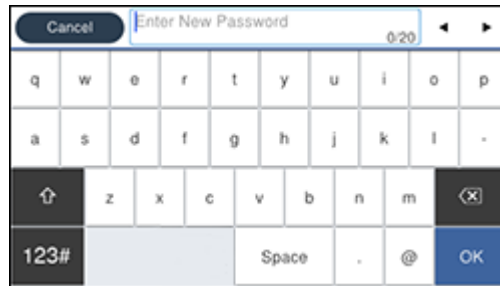 Cancel Enter New Password 0/20
q w e r t y u i o p
a s d f g h j k l -
z x c v b n m
123# Space . @ OK